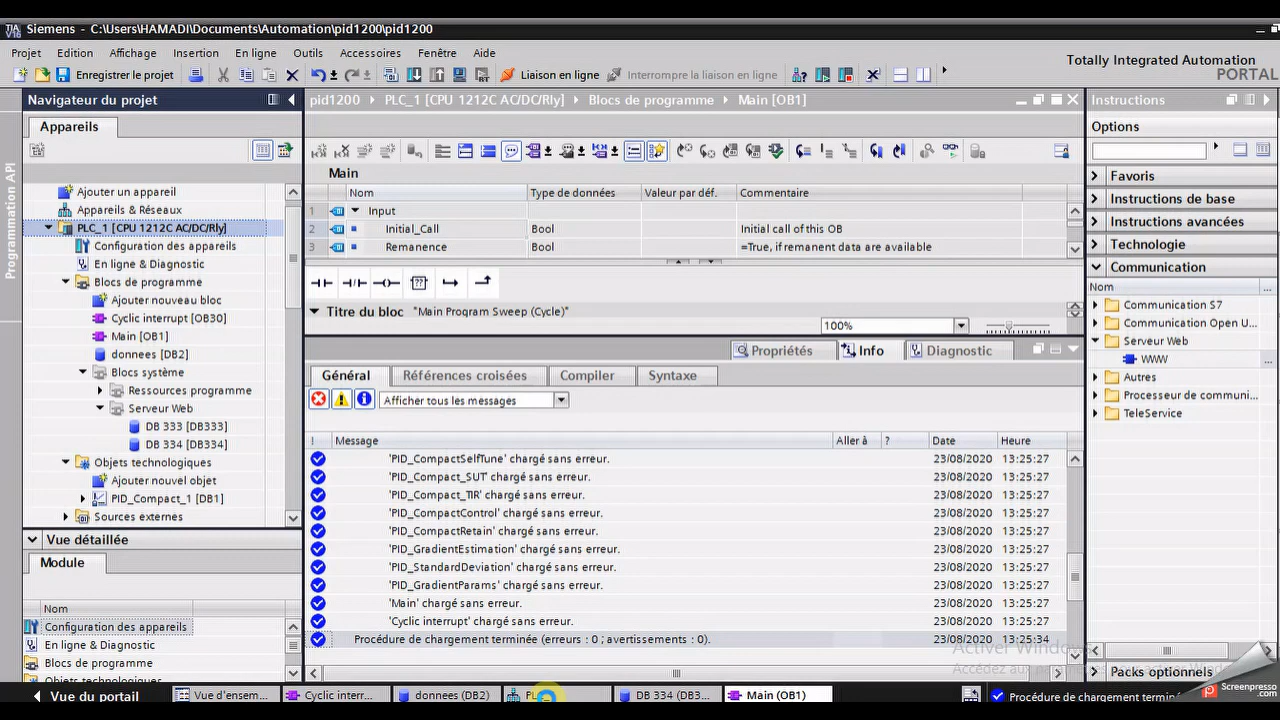 Siemens - C:\Users\HAMADI\Documents\Automation\pid1200\pid1200
Projet Edition Affichage Insertion En ligne Outils Accessoires Fenêtre Aide
Totally Integrated Automation
PORTAL
Enregistrer le projet
Liaison en ligne
Interrompre la liaison en ligne
Navigateur du projet
pid1200 PLC_1 [CPU 1212C AC/DC/Rly] Blocs de programme Main [OB1]
Instructions
Appareils
Options
Programmation API
Ajouter un appareil
Appareils & Réseaux
PLC_1 [CPU 1212C AC/DC/Rly]
Configuration des appareils
En ligne & Diagnostic
Blocs de programme
Ajouter nouveau bloc
Cyclic interrupt [OB30]
Main [OB1]
donnees [DB2]
Blocs système
Ressources programme
Serveur Web
DB 333 [DB333]
DB 334 [DB334]
Objets technologiques
Ajouter nouvel objet
PID_Compact_1 [DB1]
Sources externes
Vue détaillée
Module
Nom
Configuration des appareils
En ligne & Diagnostic
Blocs de programme
Objets technologiques
Main
Nom Type de données Valeur par déf. Commentaire
1 Input
2 Initial_Call Bool Initial call of this OB
3 Remanence Bool =True, if remanent data are available
Titre du bloc "Main Program Sweep (Cycle)"
100%
Propriétés Info Diagnostic
Général Références croisées Compiler Syntaxe
Afficher tous les messages
! Message Aller à ? Date Heure
'PID_CompactSelfTune' chargé sans erreur. 23/08/2020 13:25:27
'PID_Compact_SUT' chargé sans erreur. 23/08/2020 13:25:27
'PID_Compact_TIR' chargé sans erreur. 23/08/2020 13:25:27
'PID_CompactControl' chargé sans erreur. 23/08/2020 13:25:27
'PID_CompactRetain' chargé sans erreur. 23/08/2020 13:25:27
'PID_GradientEstimation' chargé sans erreur. 23/08/2020 13:25:27
'PID_StandardDeviation' chargé sans erreur. 23/08/2020 13:25:27
'PID_GradientParams' chargé sans erreur. 23/08/2020 13:25:27
'Main' chargé sans erreur. 23/08/2020 13:25:27
'Cyclic interrupt' chargé sans erreur. 23/08/2020 13:25:27
Procédure de chargement terminée (erreurs : 0 ; avertissements : 0). 23/08/2020 13:25:34
Favoris
Instructions de base
Instructions avancées
Technologie
Communication
Nom ...
Communication S7
Communication Open U...
Serveur Web
WWW ...
Autres
Processeur de communi...
TeleService
Packs optionnels
Activer Windows
Vue du portail Vue d'ensem... Cyclic interr... donnees (DB2) DB 334 (DB3... Main (OB1)
Procédure de chargement terminé
Screenpresso
.com